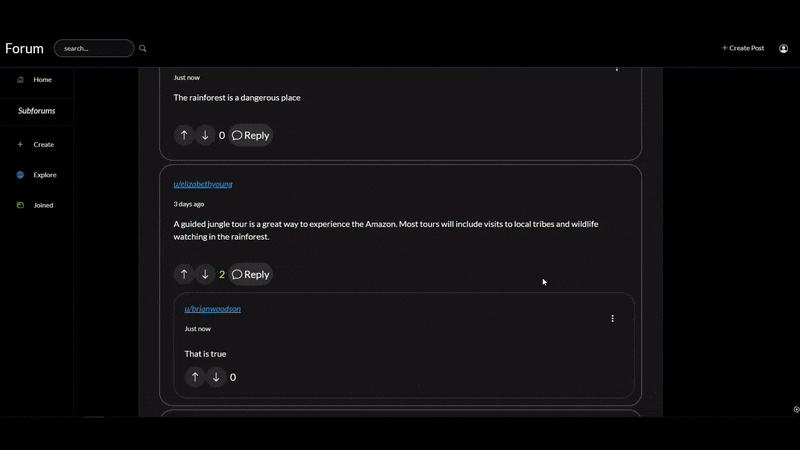 Forum
search...
+ Create Post
Home
Subforums
Create
Explore
Joined
Just now
The rainforest is a dangerous place
0
Reply
u/elizabethyoung
3 days ago
A guided jungle tour is a great way to experience the Amazon. Most tours will include visits to local tribes and wildlife
watching in the rainforest.
2
Reply
u/brianwoodson
Just now
That is true
0